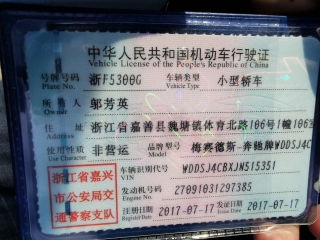 中华人民共和国机动车行驶证
Vehicle License of the People's Republic of China
号牌号码 浙F5300G 车辆类型 小型轿车
Plate No. Vehicle Type
所有人 邬芳英
Owner
住址 浙江省嘉善县魏塘镇体育北路106号1幢106室
Address
使用性质 非营运 品牌型号 梅赛德斯-奔驰牌WDDSJ4C
Use Character Model
浙江省嘉兴
市公安局交
通警察支队
车辆识别代号 WDDSJ4CBXJN515351
VIN
发动机号码 27091031297385
Engine No.
注册日期 2017-07-17 发证日期 2017-07-17
Register Date Issue Date